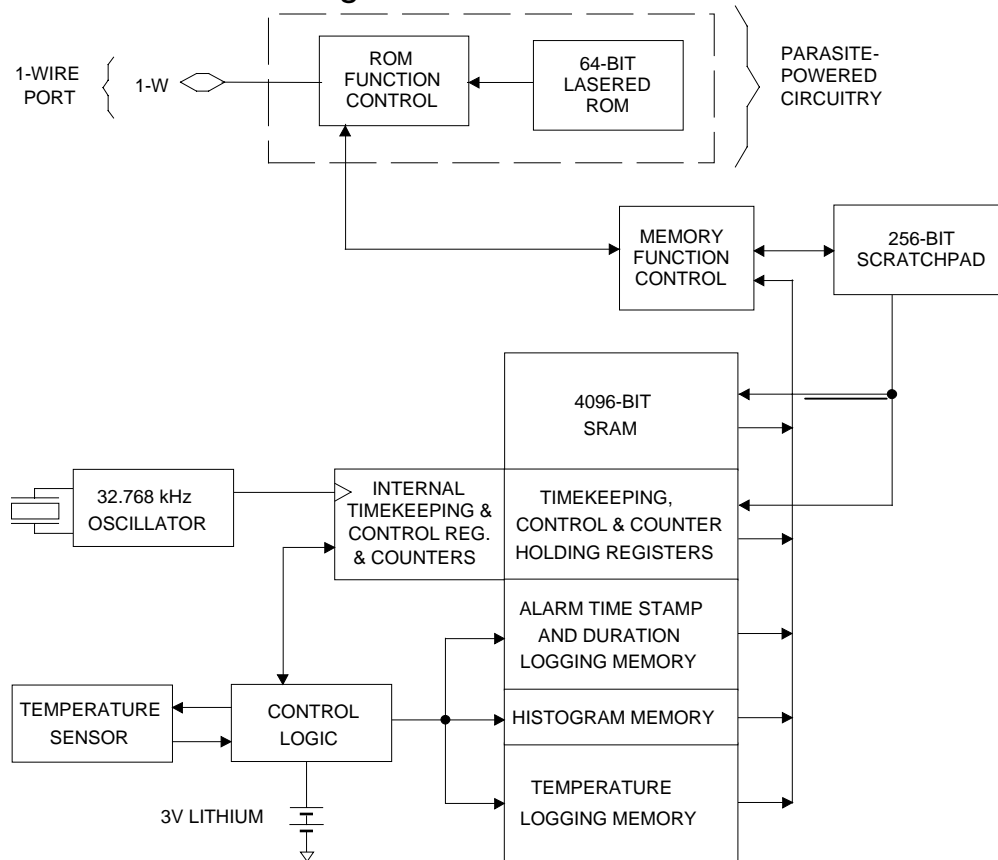 1-WIRE
PORT
1-W
ROM
FUNCTION
CONTROL
64-BIT
LASERED
ROM
PARASITE-
POWERED
CIRCUITRY
MEMORY
FUNCTION
CONTROL
256-BIT
SCRATCHPAD
4096-BIT
SRAM
32.768 kHz
OSCILLATOR
INTERNAL
TIMEKEEPING &
CONTROL REG.
& COUNTERS
TIMEKEEPING,
CONTROL & COUNTER
HOLDING REGISTERS
ALARM TIME STAMP
AND DURATION
LOGGING MEMORY
TEMPERATURE
SENSOR
CONTROL
LOGIC
HISTOGRAM MEMORY
TEMPERATURE
LOGGING MEMORY
3V LITHIUM